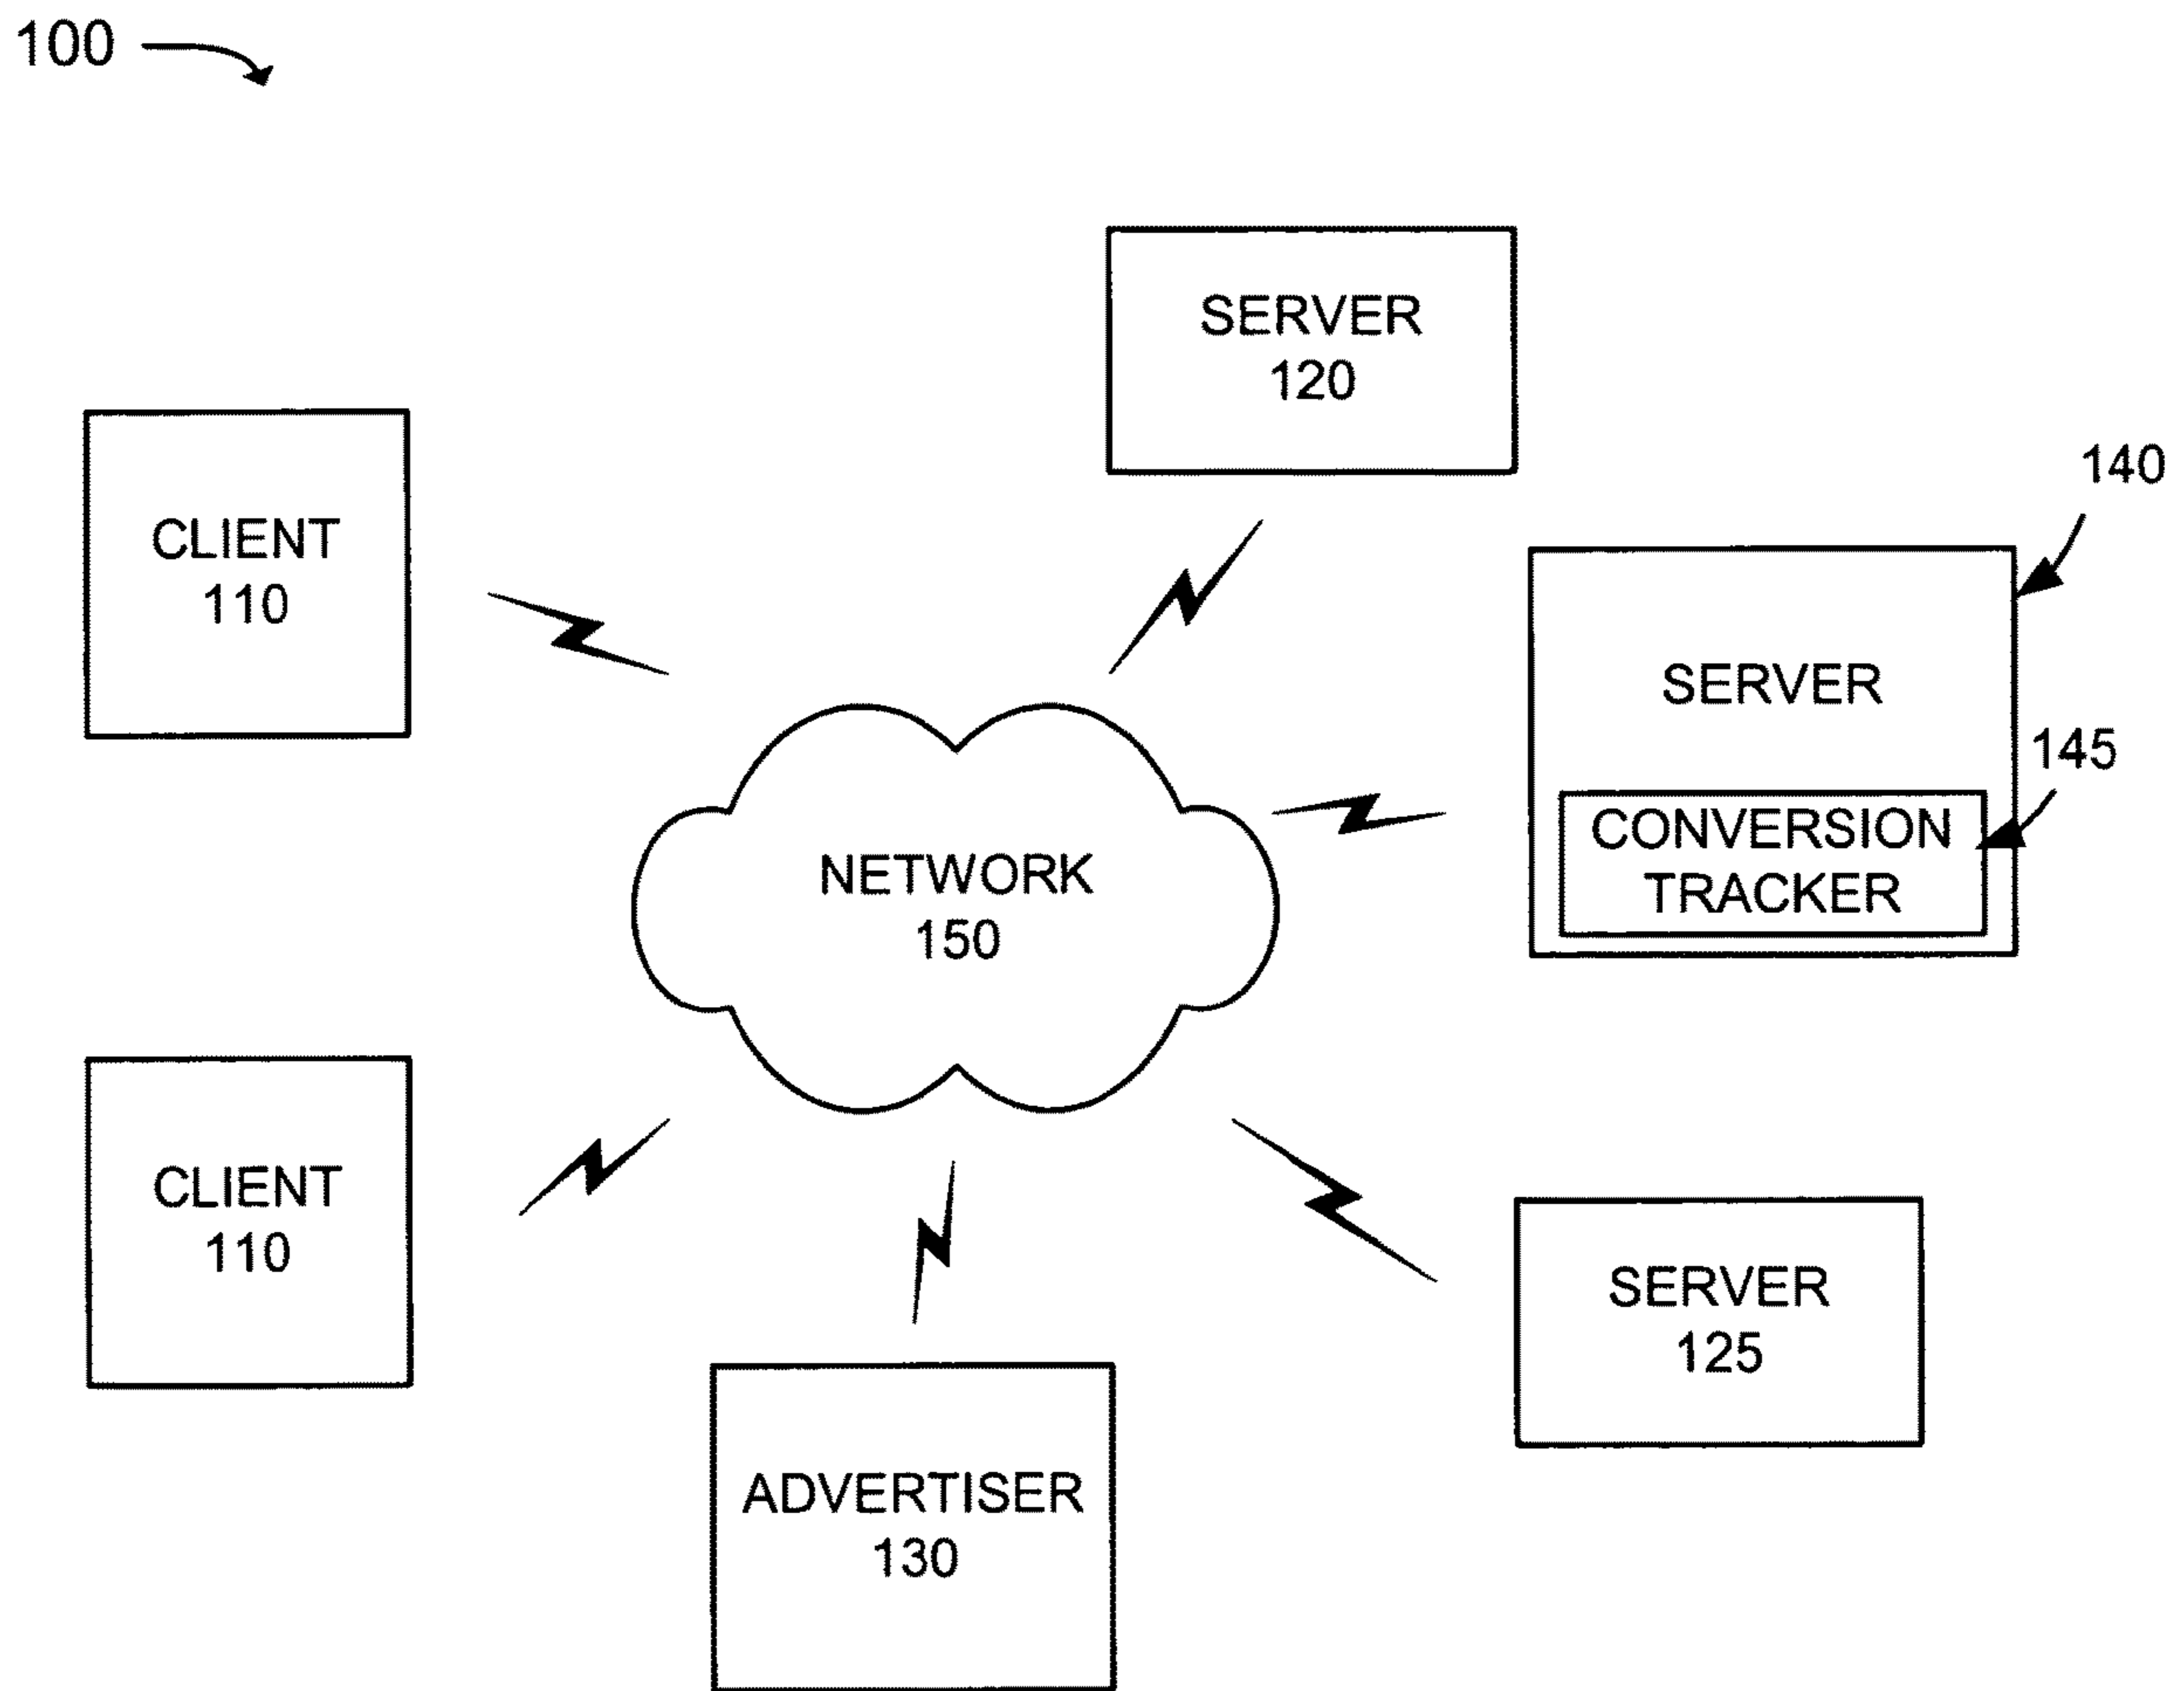 100
SERVER
120
140
CLIENT
110
SERVER
145
CONVERSION
TRACKER
NETWORK
150
CLIENT
110
SERVER
125
ADVERTISER
130